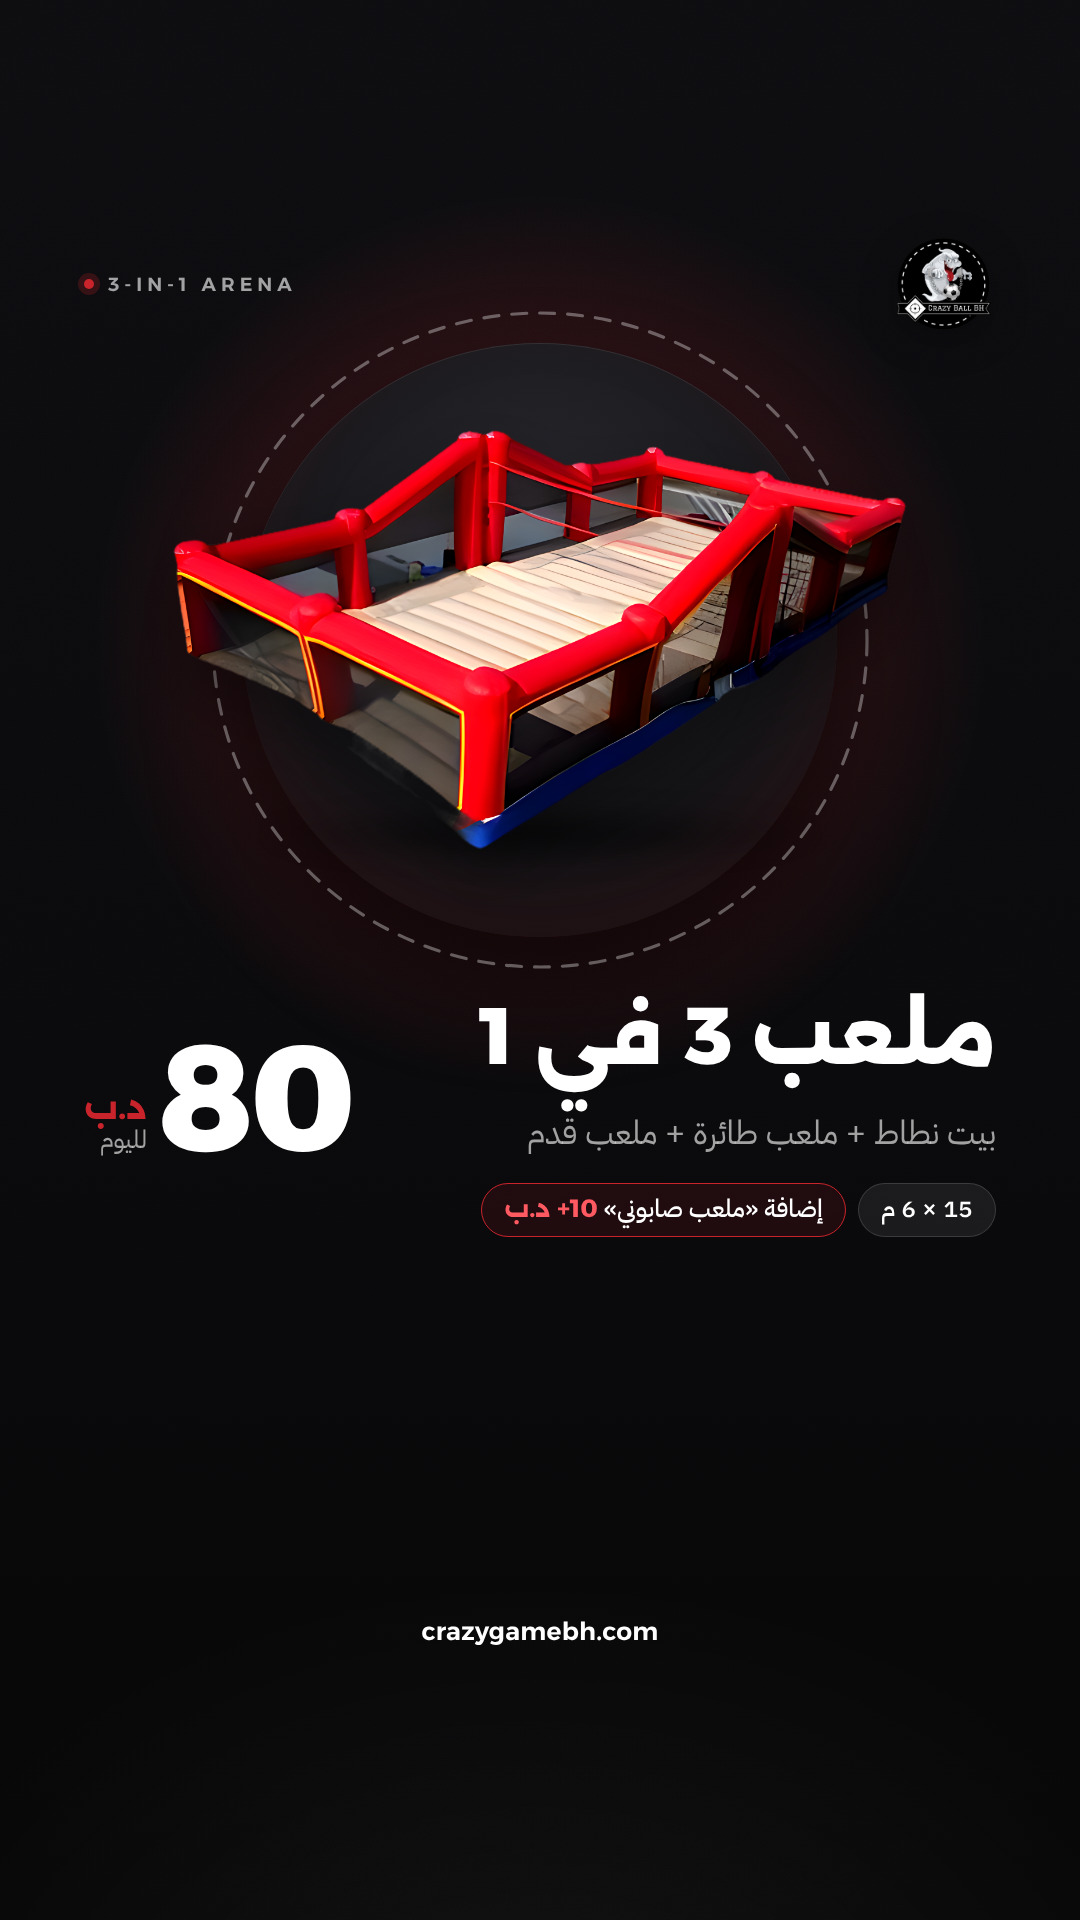 3-IN-1 ARENA
CRAZY BALL BH
ملعب 3 في 1
بيت نطاط + ملعب طائرة + ملعب قدم
80 د.ب
لليوم
15 × 6 م
إضافة «ملعب صابوني» +10 د.ب
crazygamebh.com